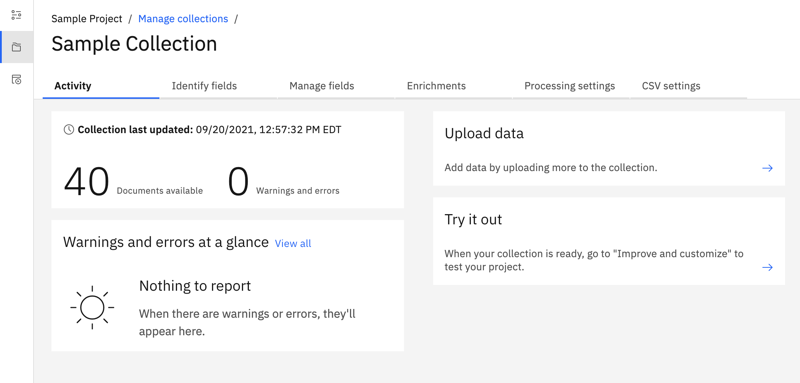 Sample Project / Manage collections /
Sample Collection
Activity Identify fields Manage fields Enrichments Processing settings CSV settings
Collection last updated: 09/20/2021, 12:57:32 PM EDT
40 Documents available 0 Warnings and errors
Warnings and errors at a glance View all
Nothing to report
When there are warnings or errors, they'll
appear here.
Upload data
Add data by uploading more to the collection.
Try it out
When your collection is ready, go to "Improve and customize" to
test your project.